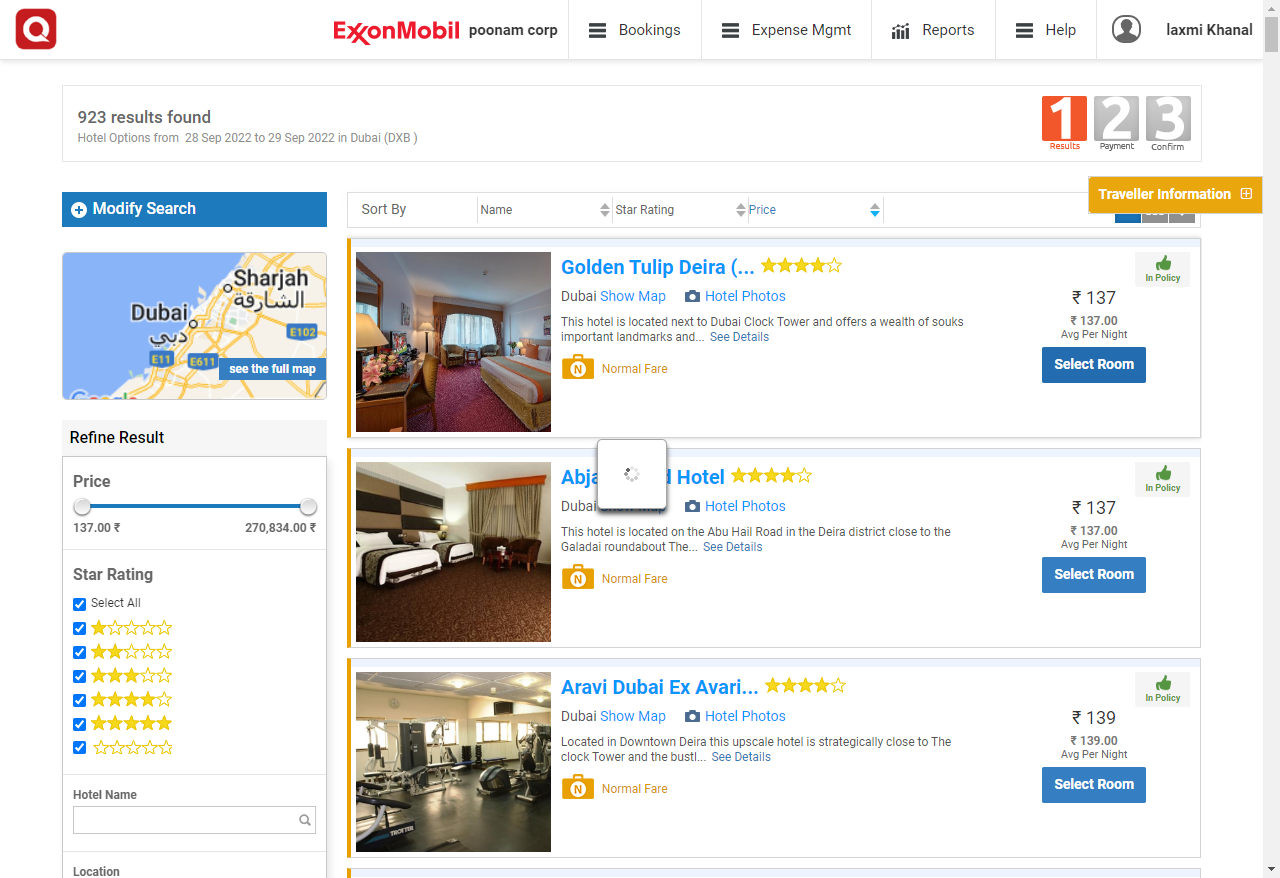 Q
ExxonMobil poonam corp Bookings Expense Mgmt Reports Help laxmi Khanal
923 results found
Hotel Options from 28 Sep 2022 to 29 Sep 2022 in Dubai (DXB )
1 2 3
Results Payment Confirm
Traveller Information
Modify Search
Sort By Name Star Rating Price
Sharjah
الشارقة
Dubai
دبي
E102
E11 E611
see the full map
Google
Refine Result
Price
137.00 ₹ 270,834.00 ₹
Star Rating
Select All
Hotel Name
Location
Golden Tulip Deira (...
In Policy
Dubai Show Map Hotel Photos
₹ 137
This hotel is located next to Dubai Clock Tower and offers a wealth of souks
important landmarks and... See Details
₹ 137.00
Avg Per Night
N Normal Fare
Select Room
Hotel
In Policy
Dubai Hotel Photos
₹ 137
This hotel is located on the Abu Hail Road in the Deira district close to the
Galadai roundabout The... See Details
₹ 137.00
Avg Per Night
N Normal Fare
Select Room
Aravi Dubai Ex Avari...
In Policy
Dubai Show Map Hotel Photos
₹ 139
Located in Downtown Deira this upscale hotel is strategically close to The
clock Tower and the bustl... See Details
₹ 139.00
Avg Per Night
N Normal Fare
Select Room